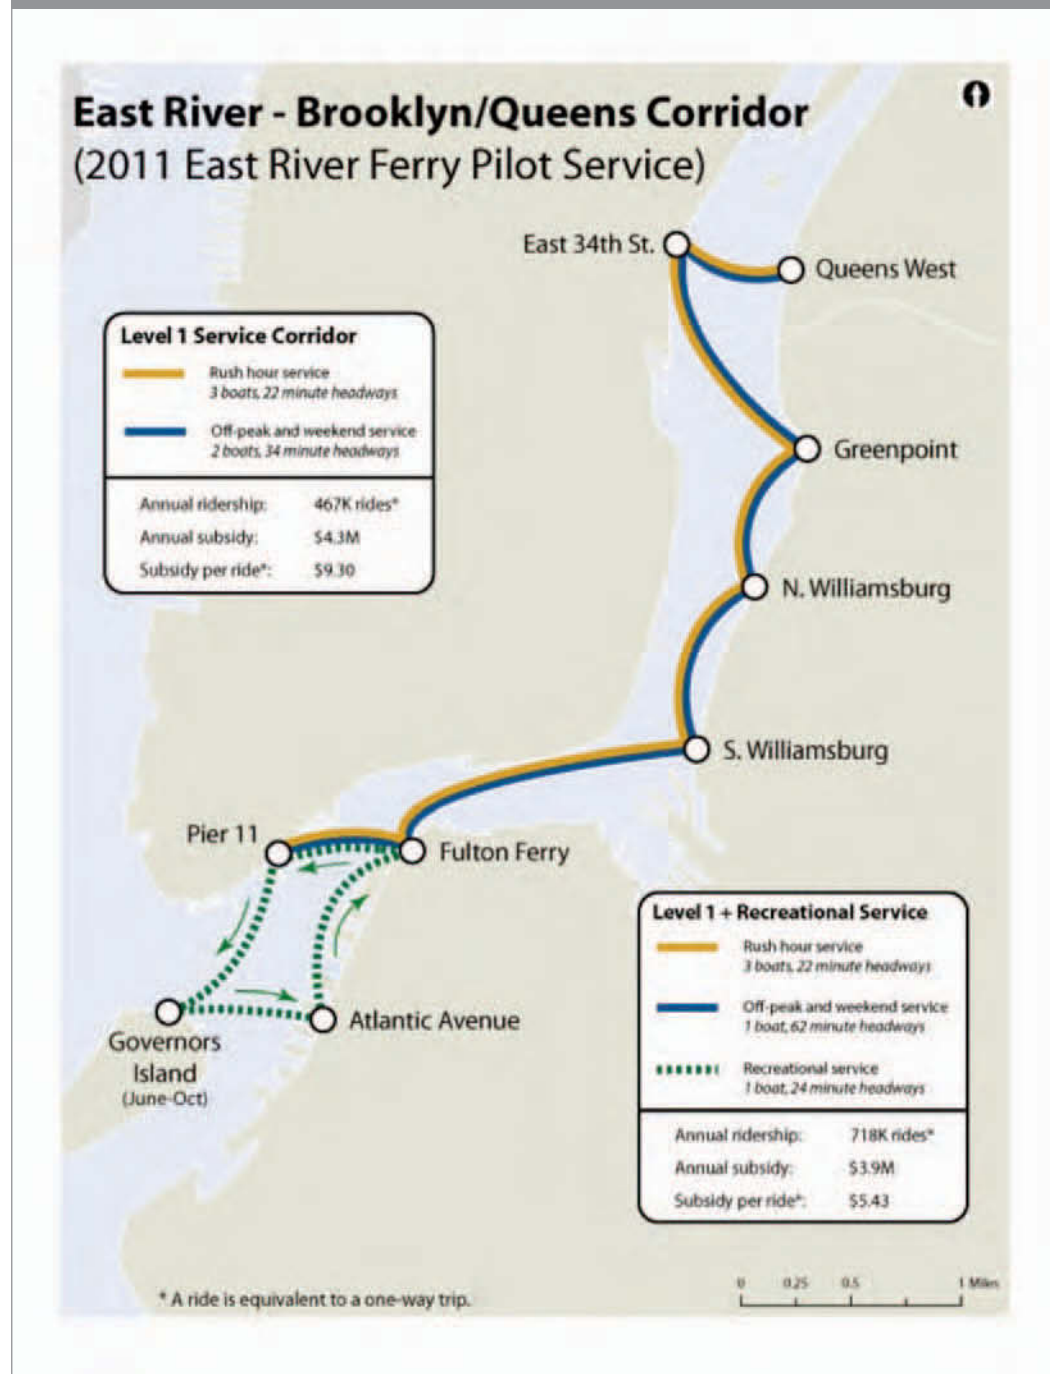 East River - Brooklyn/Queens Corridor
(2011 East River Ferry Pilot Service)
East 34th St.
Queens West
Level 1 Service Corridor
Rush hour service
3 boats, 22 minute headways
Off-peak and weekend service
2 boats, 34 minute headways
Annual ridership: 467K rides*
Annual subsidy: $4.3M
Subsidy per ride*: $9.30
Greenpoint
N. Williamsburg
S. Williamsburg
Pier 11
Fulton Ferry
Level 1 + Recreational Service
Rush hour service
3 boats, 22 minute headways
Off-peak and weekend service
1 boat, 62 minute headways
Recreational service
1 boat, 24 minute headways
Annual ridership: 718K rides*
Annual subsidy: $3.9M
Subsidy per ride*: $5.43
Atlantic Avenue
Governors
Island
(June-Oct)
* A ride is equivalent to a one-way trip.
0 0.25 0.5 1 Miles